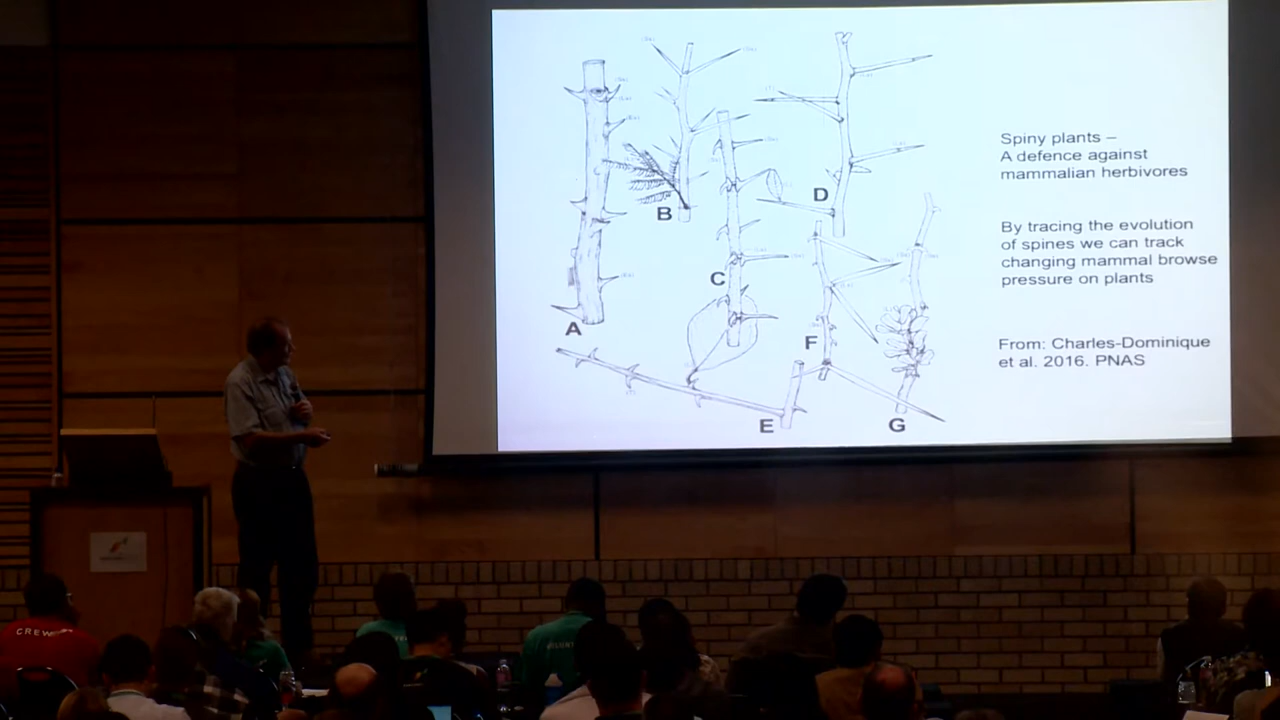 A
B
C
D
E
F
G
Spiny plants –
A defence against
mammalian herbivores
By tracing the evolution
of spines we can track
changing mammal browse
pressure on plants
From: Charles-Dominique
et al. 2016. PNAS
CREW